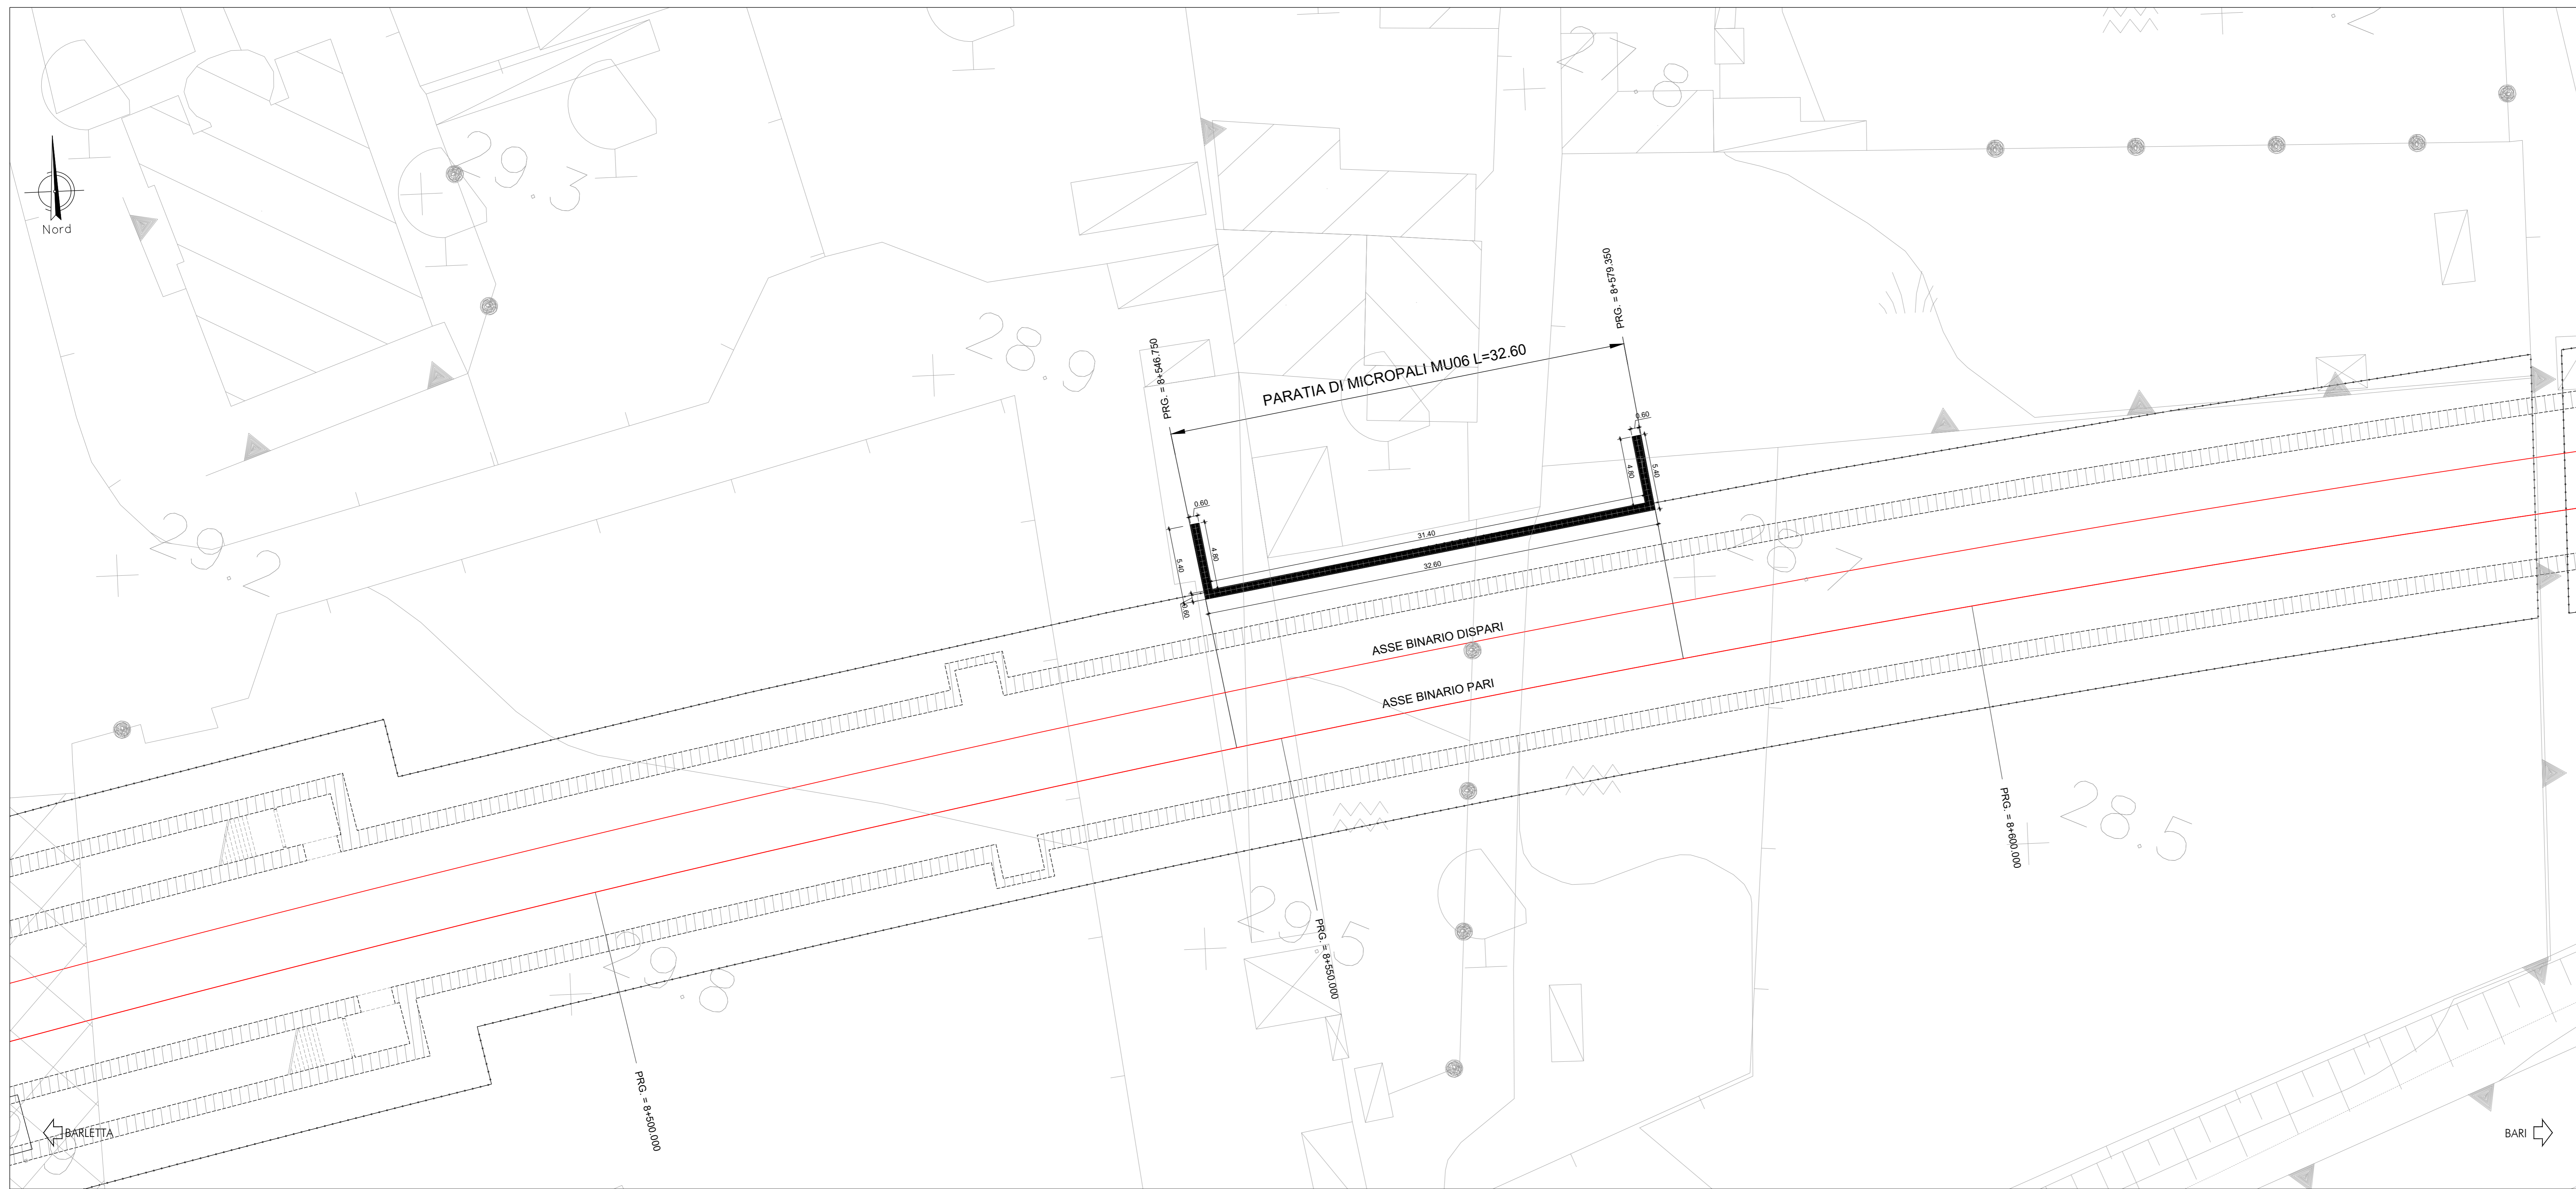 27.8
29.3
Nord
28.9
PRG. = 8+579.350
PRG. = 8+546.750
PARATIA DI MICROPALI MU06 L=32.60
0.60
4.80
5.40
0.60
5.40
4.80
0.60
31.40
32.60
29.2
28.7
ASSE BINARIO DISPARI
ASSE BINARIO PARI
PRG. = 8+600.000
28.5
29.5
PRG. = 8+550.000
29.8
PRG. = 8+500.000
BARLETTA
BARI